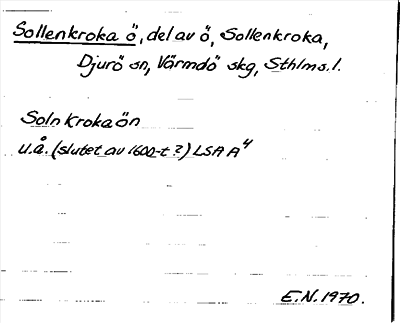 Sollenkroka ö, del av ö, Sollenkroka,
Djurö sn, Värmdö skg, Sthlms. l.
Soln kroka ön
u.å. (slutet av 1600-t?) LSA A4
E.N. 1970.